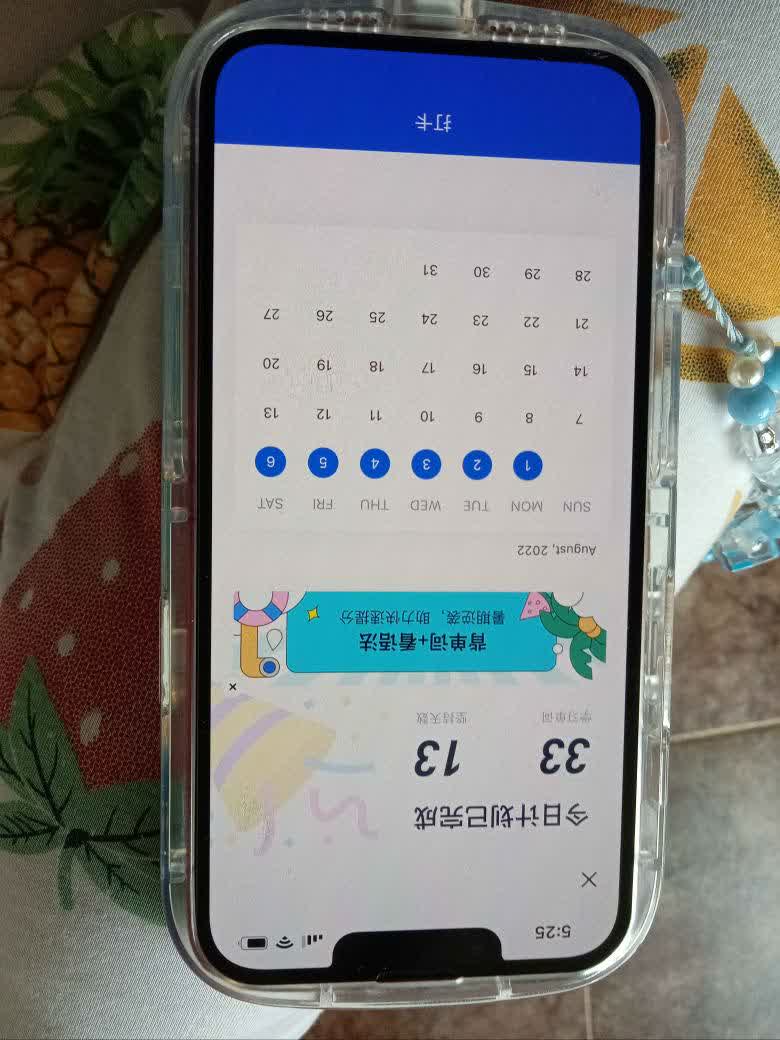 5:25
今日计划已完成
33 13
学习单词 坚持天数
背单词+看语法
暑期逆袭，助力快速提分
August, 2022
SUN MON TUE WED THU FRI SAT
1 2 3 4 5 6
7 8 9 10 11 12 13
14 15 16 17 18 19 20
21 22 23 24 25 26 27
28 29 30 31
打卡